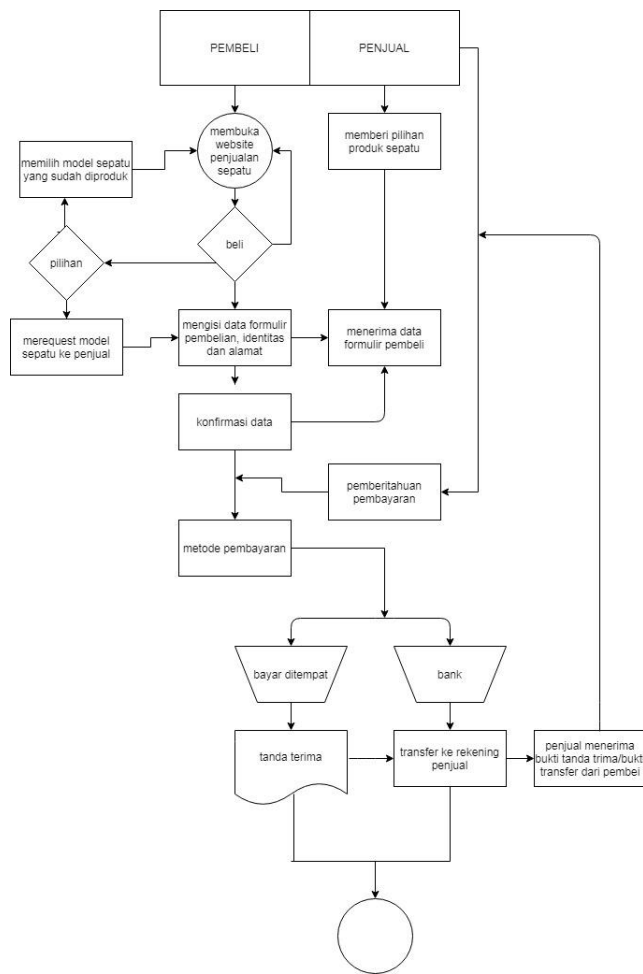 PEMBELI
PENJUAL
membuka
website
penjualan
sepatu
memberi pilihan
produk sepatu
memilih model sepatu
yang sudah diproduk
beli
pilihan
merequest model
sepatu ke penjual
mengisi data formulir
pembelian, identitas
dan alamat
menerima data
formulir pembeli
konfirmasi data
pemberitahuan
pembayaran
metode pembayaran
bayar ditempat
bank
tanda terima
transfer ke rekening
penjual
penjual menerima
bukti tanda trima/bukti
transfer dari pembei